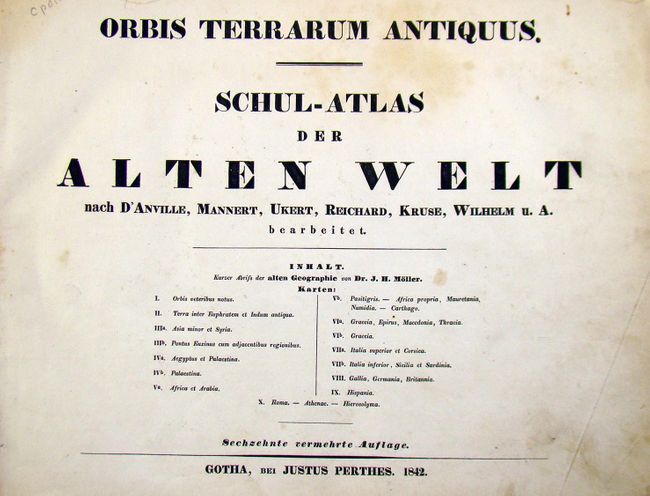 ORBIS TERRARUM ANTIQUUS.
SCHUL-ATLAS
DER
ALTEN WELT
nach D'ANVILLE, MANNERT, UKERT, REICHARD, KRUSE, WILHELM u. A.
bearbeitet.
INHALT.
Kurzer Abriſs der alten Geographie von Dr. J. H. Möller.
Karten:
I. Orbis veteribus notus.
II. Terra inter Euphratem et Indum antiqua.
IIIa. Asia minor et Syria.
IIIb. Pontus Euxinus cum adjacentibus regionibus.
IVa. Aegyptus et Palaestina.
IVb. Palaestina.
Va. Africa et Arabia.
Vb. Pasitigris. — Africa propria, Mauretania,
Numidia. — Carthago.
VIa. Graecia, Epirus, Macedonia, Thracia.
VIb. Graecia.
VIIa. Italia superior et Corsica.
VIIb. Italia inferior, Sicilia et Sardinia.
VIII. Gallia, Germania, Britannia.
IX. Hispania.
X. Roma. — Athenae. — Hierosolyma.
Sechzehnte vermehrte Auflage.
GOTHA, BEI JUSTUS PERTHES. 1842.